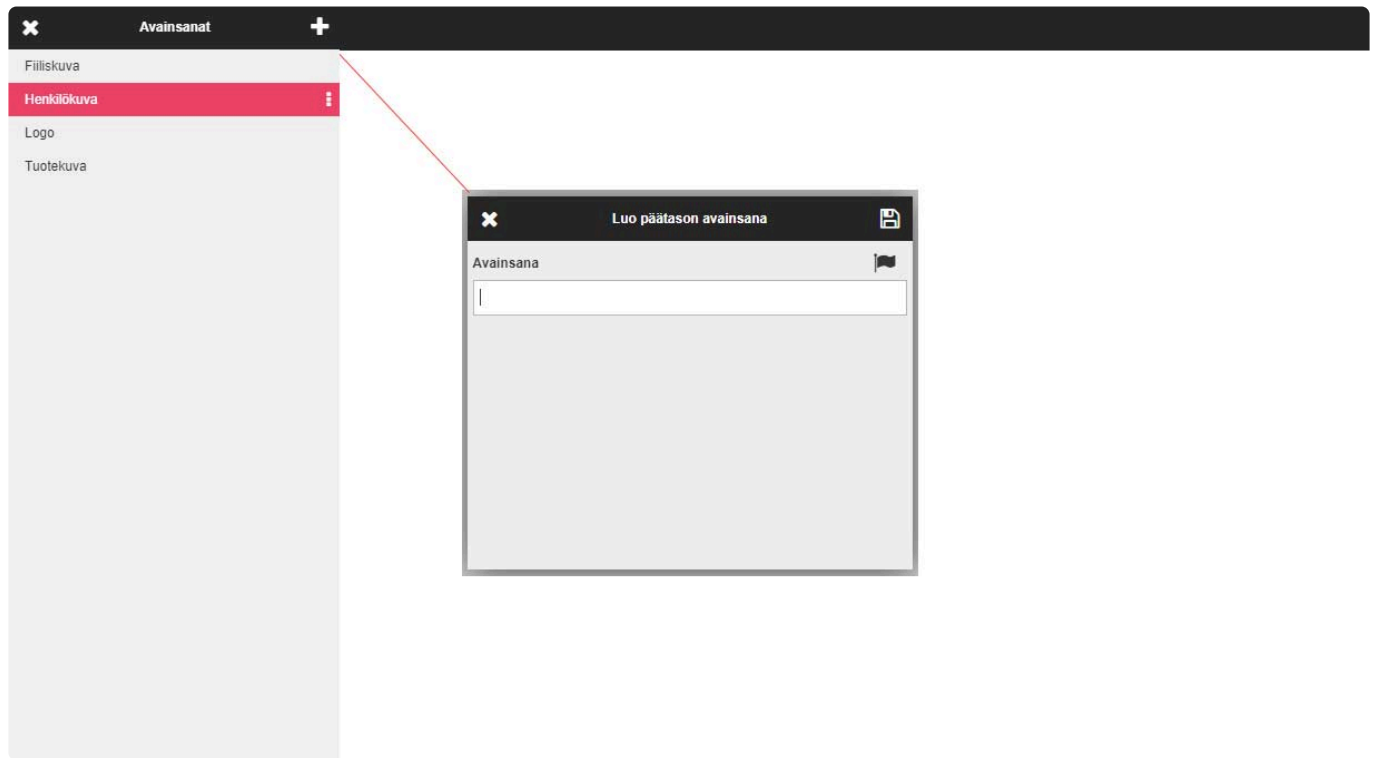 Avainsanat
Fiiliskuva
Henkilökuva
Logo
Tuotekuva
Luo päätason avainsana
Avainsana